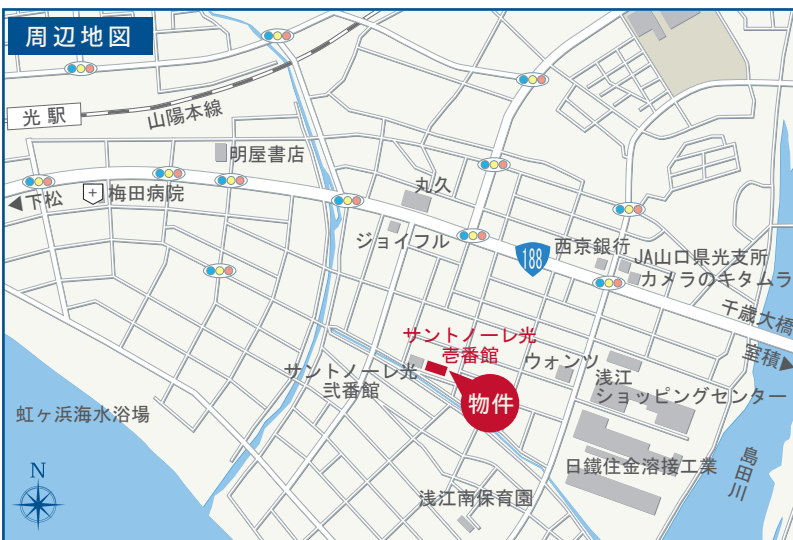 周辺地図
光駅
山陽本線
明屋書店
下松
梅田病院
丸久
ジョイフル
188
西京銀行
JA山口県光支所
カメラのキタムラ
千歳大橋
室積
サントノーレ光
壱番館
サントノーレ光
弐番館
物件
ウォンツ
浅江
ショッピングセンター
虹ヶ浜海水浴場
日鐵住金溶接工業
島田川
浅江南保育園
N